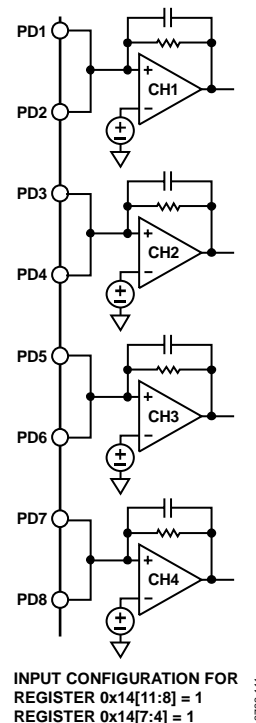 PD1
+
CH1
−
PD2
+
−
PD3
+
CH2
−
PD4
+
−
PD5
+
CH3
−
PD6
+
−
PD7
+
CH4
−
PD8
+
−
INPUT CONFIGURATION FOR
REGISTER 0x14[11:8] = 1
REGISTER 0x14[7:4] = 1